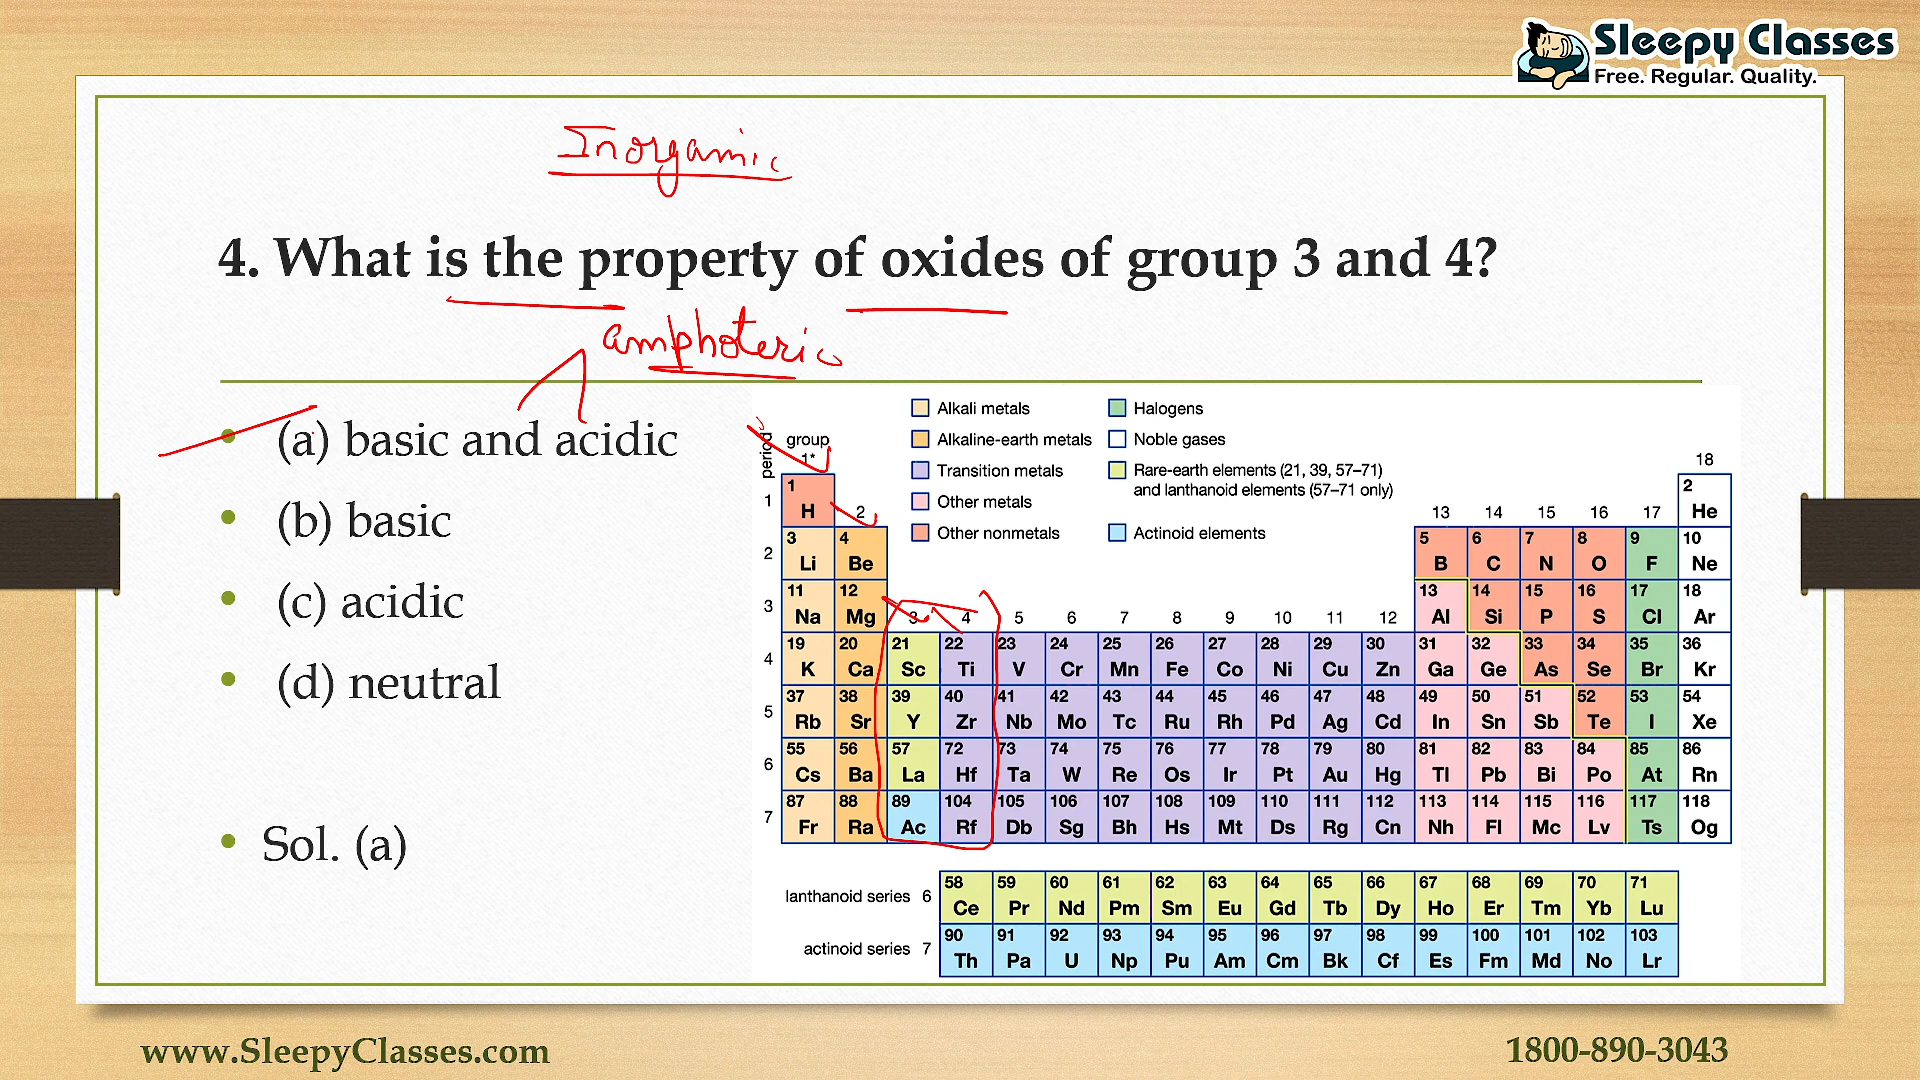 Sleepy Classes
Free. Regular. Quality.
Inorganic
4. What is the property of oxides of group 3 and 4?
amphoteric
• (a) basic and acidic
• (b) basic
• (c) acidic
• (d) neutral
• Sol. (a)
Alkali metals
Halogens
Alkaline-earth metals
Noble gases
Transition metals
Rare-earth elements (21, 39, 57–71)
and lanthanoid elements (57–71 only)
Other metals
Other nonmetals
Actinoid elements
period
group
1* 18
1 1 2
H 2 He
13 14 15 16 17
3 4 5 6 7 8 9 10
2 Li Be B C N O F Ne
11 12 13 14 15 16 17 18
3 Na Mg 3 4 5 6 7 8 9 10 11 12 Al Si P S Cl Ar
19 20 21 22 23 24 25 26 27 28 29 30 31 32 33 34 35 36
4 K Ca Sc Ti V Cr Mn Fe Co Ni Cu Zn Ga Ge As Se Br Kr
37 38 39 40 41 42 43 44 45 46 47 48 49 50 51 52 53 54
5 Rb Sr Y Zr Nb Mo Tc Ru Rh Pd Ag Cd In Sn Sb Te I Xe
55 56 57 72 73 74 75 76 77 78 79 80 81 82 83 84 85 86
6 Cs Ba La Hf Ta W Re Os Ir Pt Au Hg Tl Pb Bi Po At Rn
87 88 89 104 105 106 107 108 109 110 111 112 113 114 115 116 117 118
7 Fr Ra Ac Rf Db Sg Bh Hs Mt Ds Rg Cn Nh Fl Mc Lv Ts Og
58 59 60 61 62 63 64 65 66 67 68 69 70 71
lanthanoid series 6 Ce Pr Nd Pm Sm Eu Gd Tb Dy Ho Er Tm Yb Lu
90 91 92 93 94 95 96 97 98 99 100 101 102 103
actinoid series 7 Th Pa U Np Pu Am Cm Bk Cf Es Fm Md No Lr
www.SleepyClasses.com
1800-890-3043